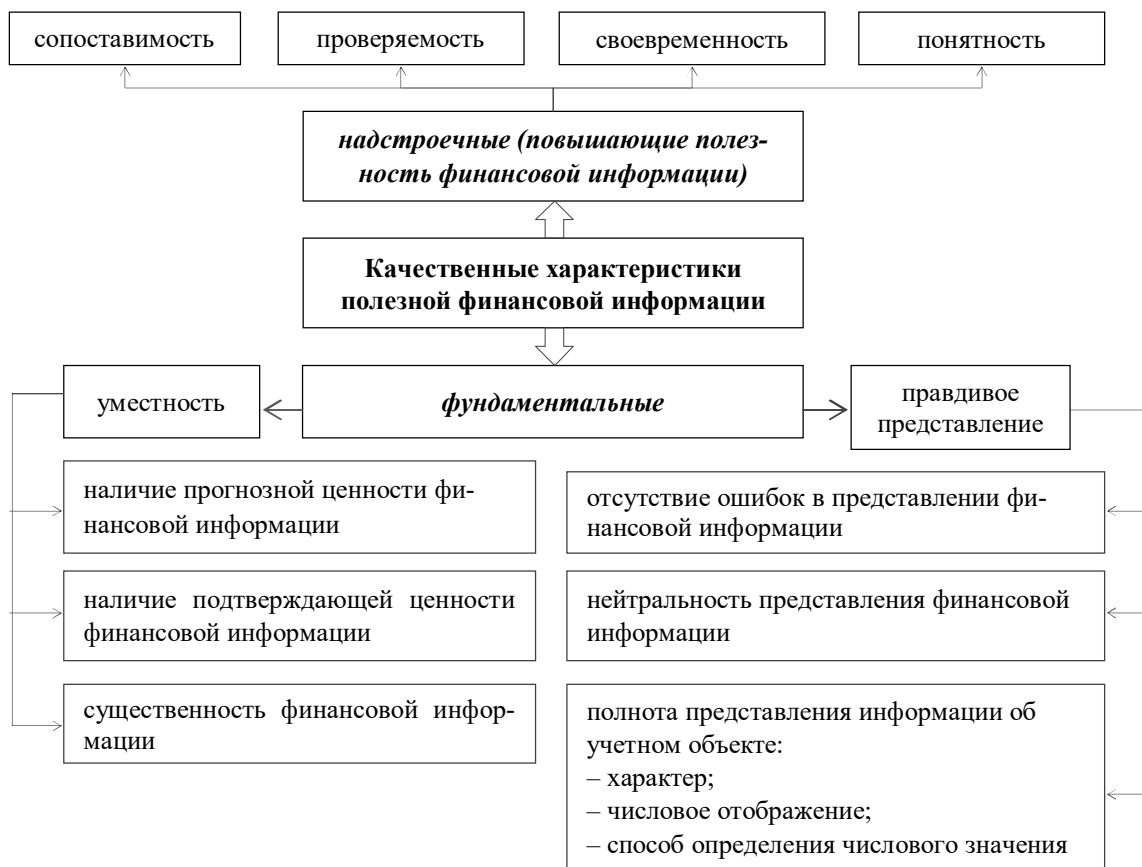 сопоставимость
проверяемость
своевременность
понятность
надстроечные (повышающие полез-
ность финансовой информации)
Качественные характеристики
полезной финансовой информации
уместность
фундаментальные
правдивое
представление
наличие прогнозной ценности фи-
нансовой информации
отсутствие ошибок в представлении фи-
нансовой информации
наличие подтверждающей ценности
финансовой информации
нейтральность представления финансовой
информации
существенность финансовой инфор-
мации
полнота представления информации об
учетном объекте:
– характер;
– числовое отображение;
– способ определения числового значения